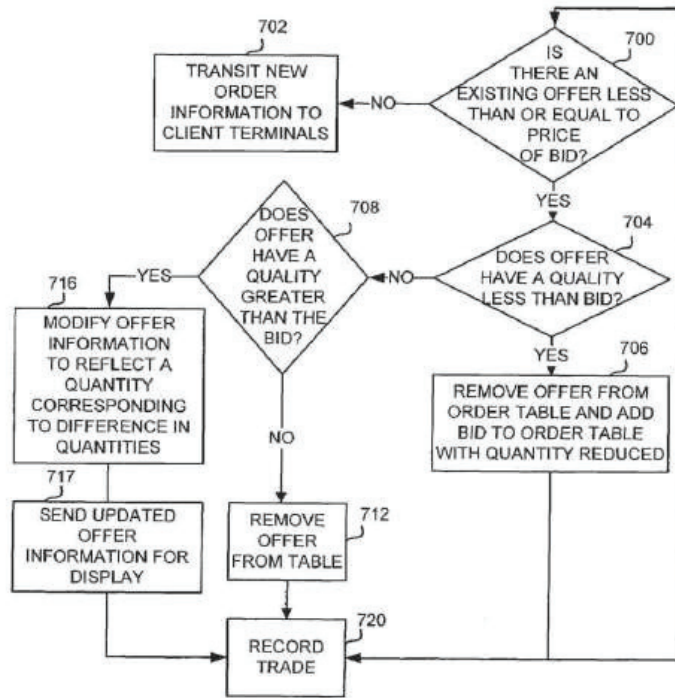 702
TRANSIT NEW
ORDER
INFORMATION TO
CLIENT TERMINALS
NO
700
IS
THERE AN
EXISTING OFFER LESS
THAN OR EQUAL TO
PRICE
OF BID?
YES
704
DOES OFFER
HAVE A QUALITY
LESS THAN BID?
NO
708
DOES
OFFER
HAVE A
QUALITY
GREATER
THAN THE
BID?
YES
716
MODIFY OFFER
INFORMATION
TO REFLECT A
QUANTITY
CORRESPONDING
TO DIFFERENCE IN
QUANTITIES
YES
706
REMOVE OFFER FROM
ORDER TABLE AND ADD
BID TO ORDER TABLE
WITH QUANTITY REDUCED
NO
717
SEND UPDATED
OFFER
INFORMATION FOR
DISPLAY
712
REMOVE
OFFER
FROM TABLE
720
RECORD
TRADE